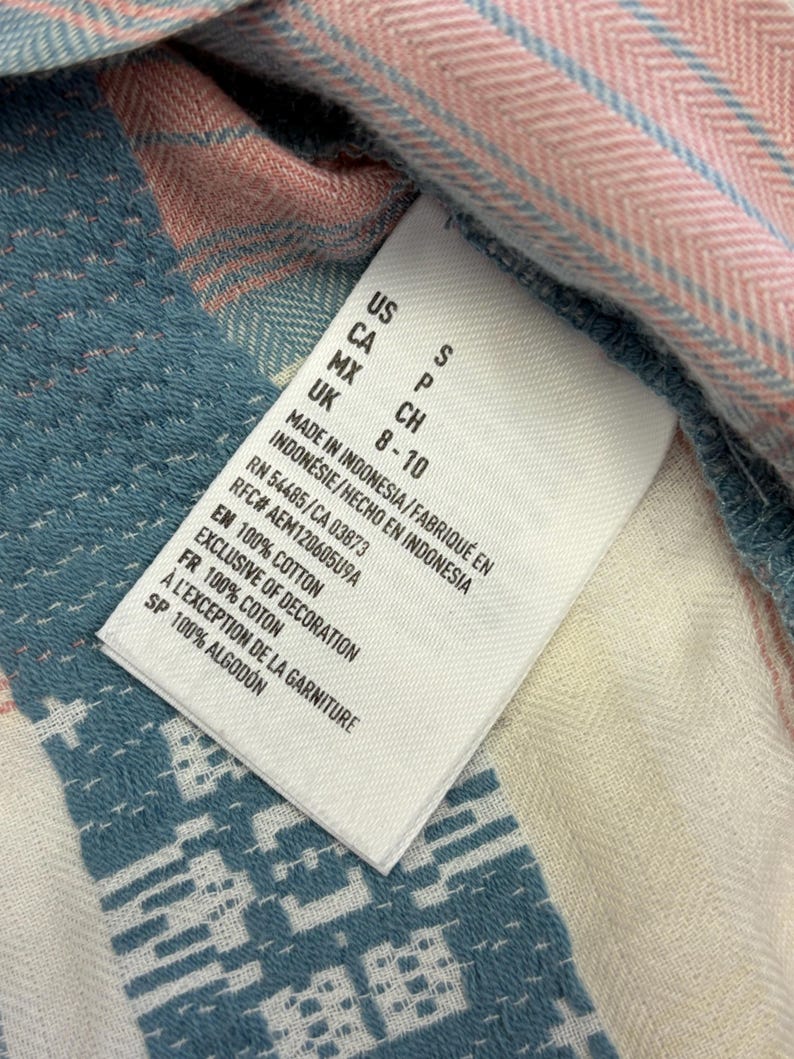 US S
CA P
MX CH
UK 8 - 10
MADE IN INDONESIA/FABRIQUÉ EN
INDONÉSIE/HECHO EN INDONESIA
RN 54485/CA 03873
RFC# AEM120605U9A
EN 100% COTTON
EXCLUSIVE OF DECORATION
FR 100% COTON
À L'EXCEPTION DE LA GARNITURE
SP 100% ALGODÓN